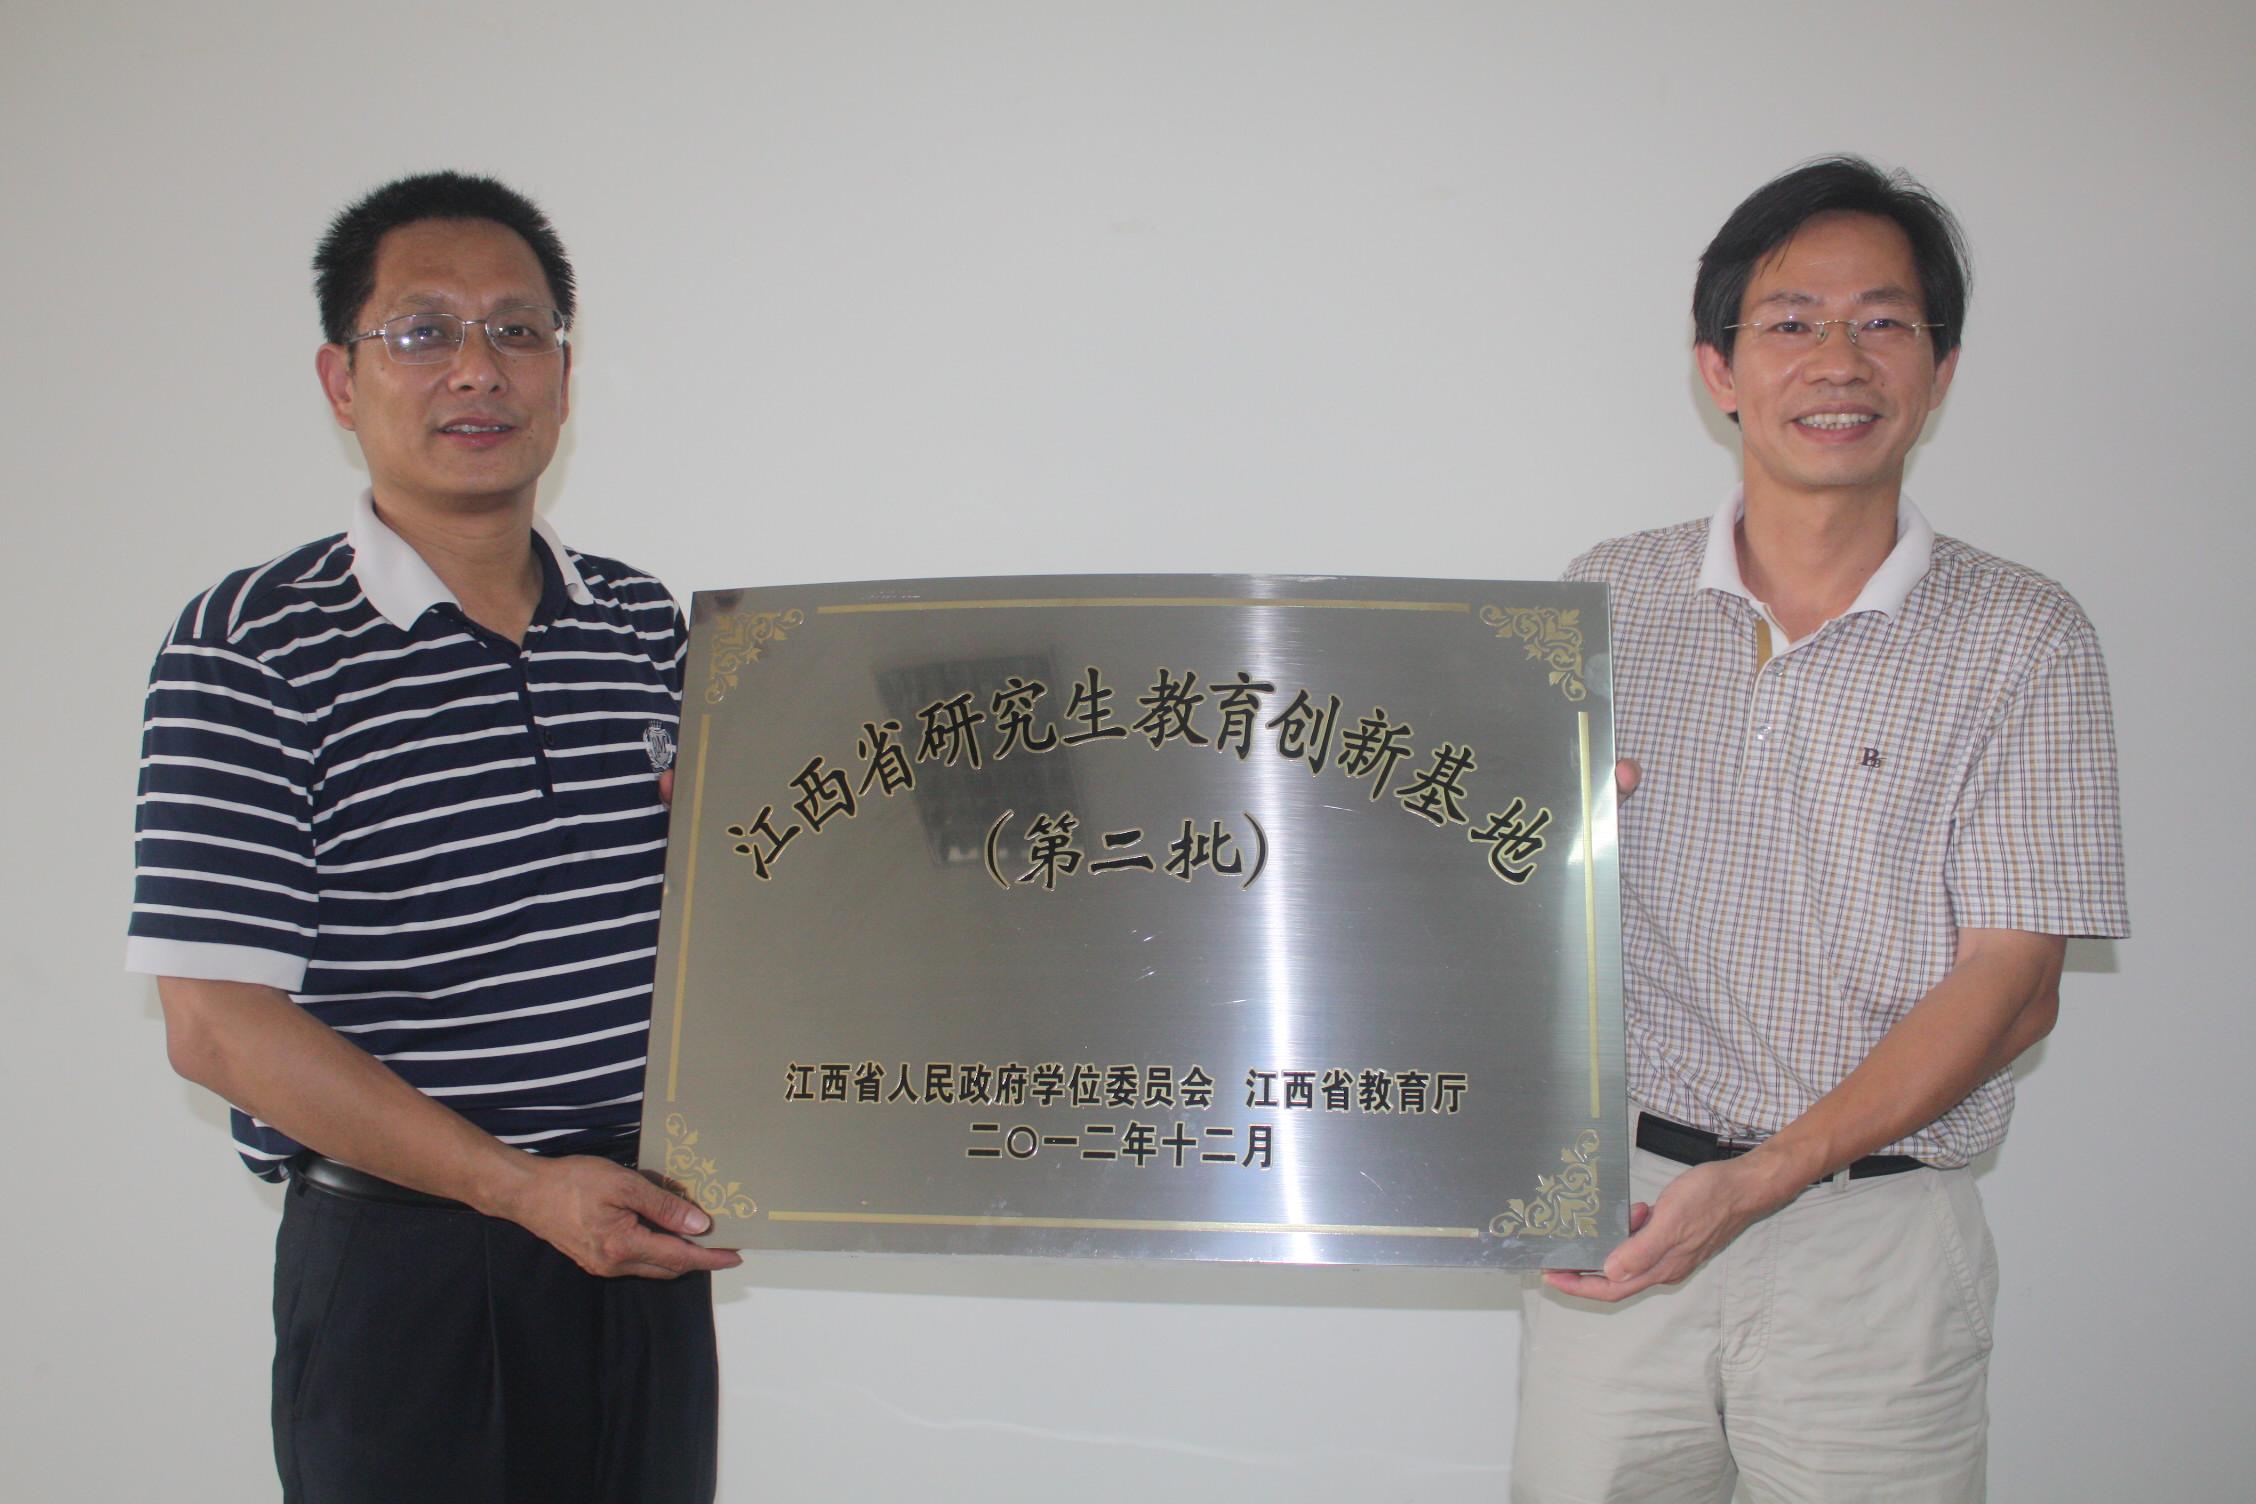 江西省研究生教育创新基地
（第二批）
江西省人民政府学位委员会 江西省教育厅
二〇一二年十二月